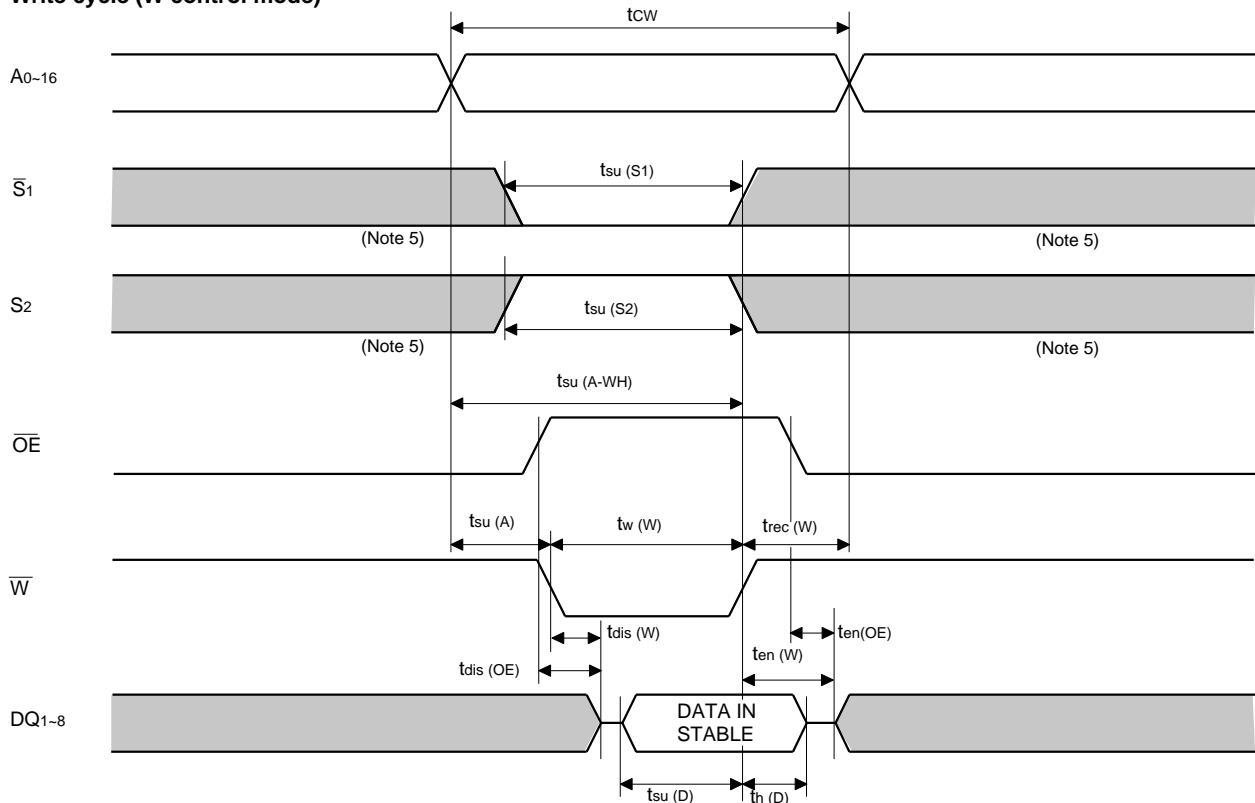 Write cycle (W control mode)
tCW
A0~16
S1
tsu (S1)
(Note 5)
(Note 5)
S2
tsu (S2)
(Note 5)
(Note 5)
tsu (A-WH)
OE
tsu (A)
tw (W)
trec (W)
W
tdis (W)
ten(OE)
tdis (OE)
ten (W)
DQ1~8
DATA IN
STABLE
tsu (D)
th (D)